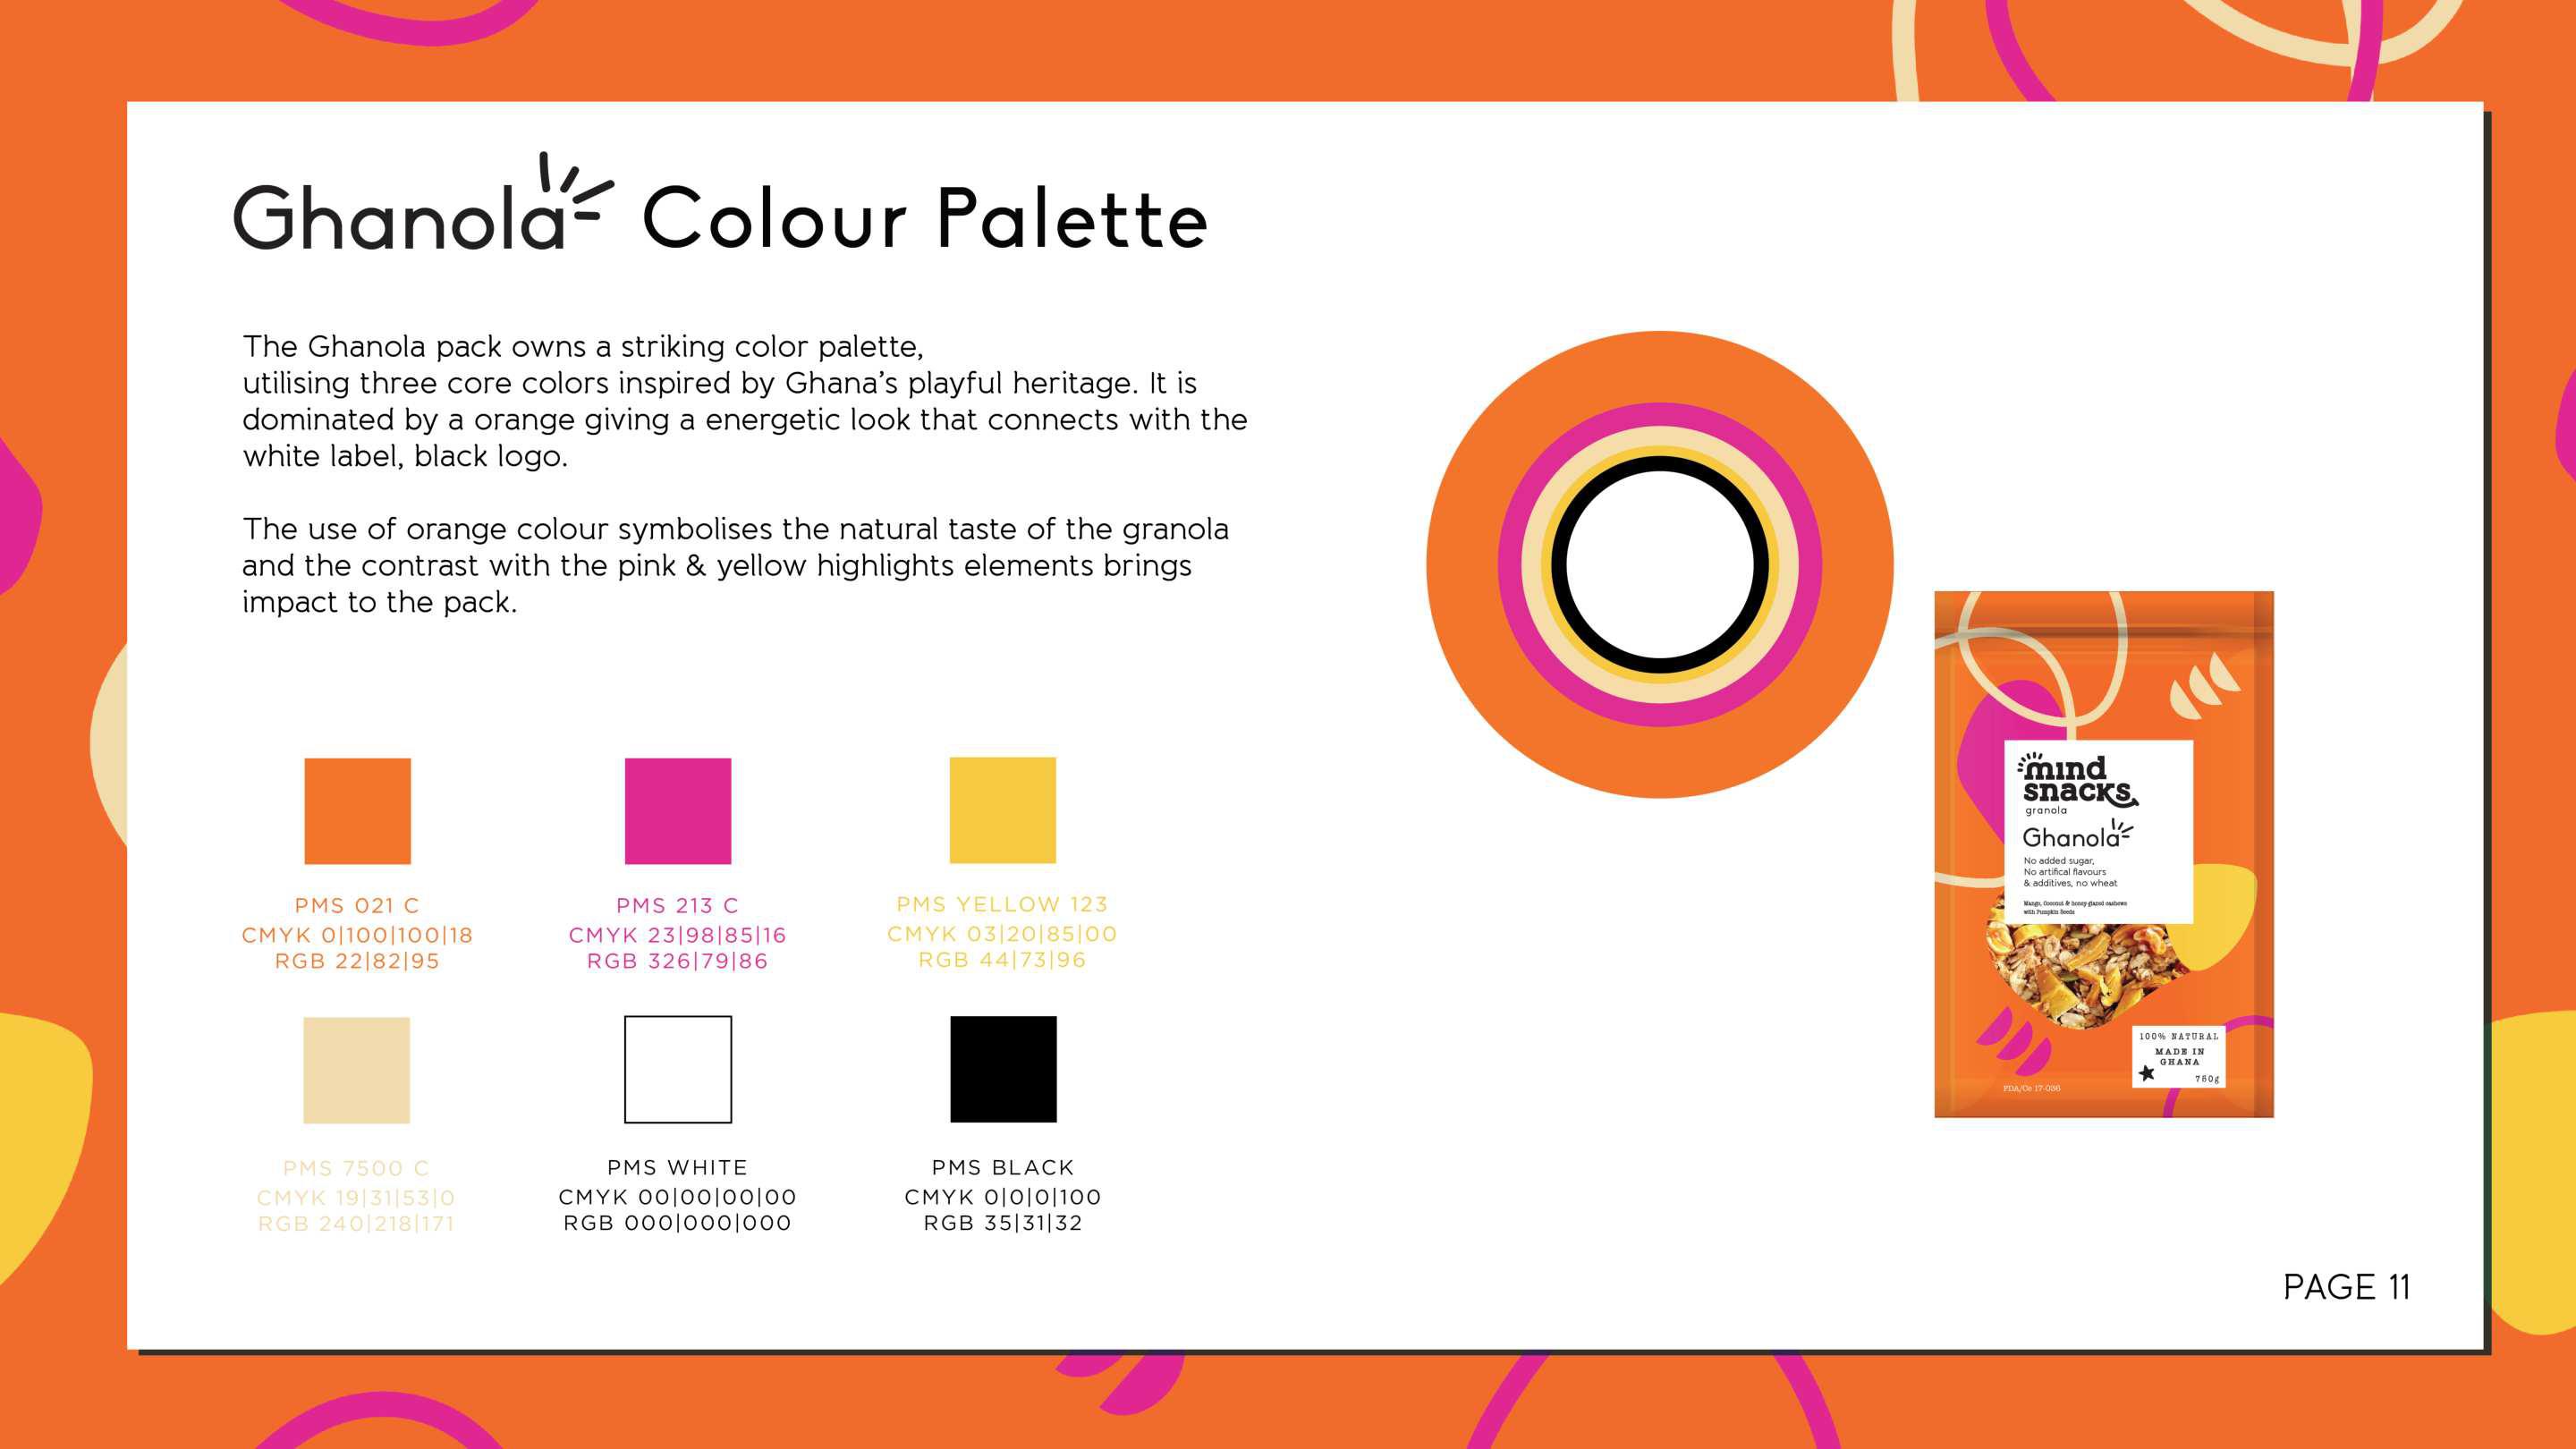 Ghanola Colour Palette
The Ghanola pack owns a striking color palette,
utilising three core colors inspired by Ghana's playful heritage. It is
dominated by a orange giving a energetic look that connects with the
white label, black logo.
The use of orange colour symbolises the natural taste of the granola
and the contrast with the pink & yellow highlights elements brings
impact to the pack.
PMS 021 C
CMYK 0|100|100|18
RGB 22|82|95
PMS 213 C
CMYK 23|98|85|16
RGB 326|79|86
PMS YELLOW 123
CMYK 03|20|85|00
RGB 44|73|96
PMS 7500 C
CMYK 19|31|53|0
RGB 240|218|171
PMS WHITE
CMYK 00|00|00|00
RGB 000|000|000
PMS BLACK
CMYK 0|0|0|100
RGB 35|31|32
mind
snacks
granola
Ghanola
No added sugar,
No artifical flavours
& additives, no wheat
Mango, Coconut & honey glazed cashews
with Pumpkin Seeds
100% NATURAL
MADE IN
GHANA
750g
FDA/Ce 17-036
PAGE 11